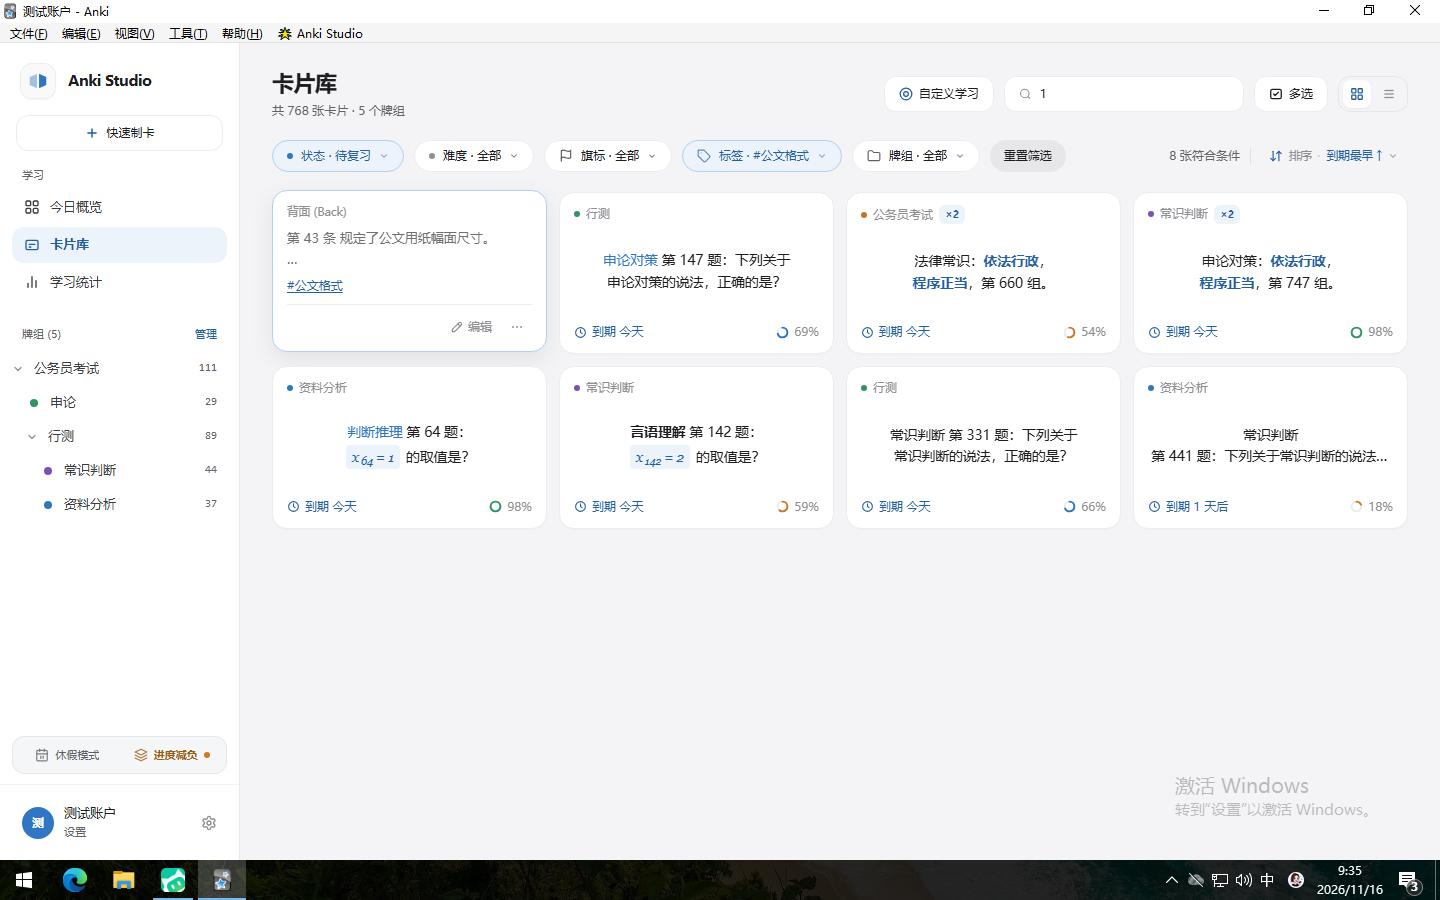 测试账户 - Anki
文件(F) 编辑(E) 视图(V) 工具(T) 帮助(H) Anki Studio
Anki Studio
快速制卡
学习
今日概览
卡片库
学习统计
牌组 (5) 管理
公务员考试 111
申论 29
行测 89
常识判断 44
资料分析 37
休假模式 进度减负
测 测试账户
设置
卡片库
共 768 张卡片 · 5 个牌组
自定义学习 1 多选
状态 · 待复习 难度 · 全部 旗标 · 全部 标签 · #公文格式 牌组 · 全部 重置筛选 8 张符合条件 排序 · 到期最早↑
背面 (Back)
第 43 条 规定了公文用纸幅面尺寸。
...
#公文格式
编辑 ...
行测
申论对策 第 147 题：下列关于
申论对策的说法，正确的是？
到期 今天 69%
公务员考试 ×2
法律常识：依法行政，
程序正当，第 660 组。
到期 今天 54%
常识判断 ×2
申论对策：依法行政，
程序正当，第 747 组。
到期 今天 98%
资料分析
判断推理 第 64 题：
x₆₄ = 1 的取值是？
到期 今天 98%
常识判断
言语理解 第 142 题：
x₁₄₂ = 2 的取值是？
到期 今天 59%
行测
常识判断 第 331 题：下列关于
常识判断的说法，正确的是？
到期 今天 66%
资料分析
常识判断
第 441 题：下列关于常识判断的说法...
到期 1 天后 18%
激活 Windows
转到“设置”以激活 Windows。
中 9:35
2026/11/16 3